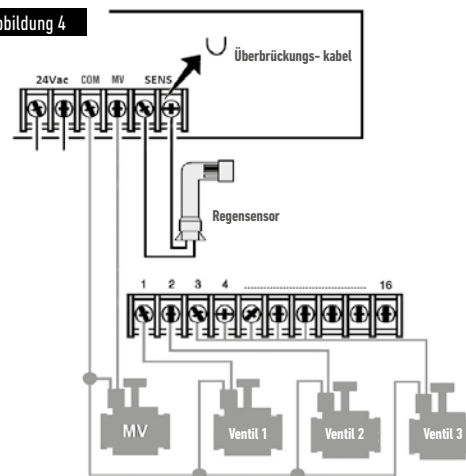 bbildung 4
Überbrückungs- kabel
24Vac COM MV SENS
Regensensor
1 2 3 4 ........................ 16
MV
Ventil 1
Ventil 2
Ventil 3